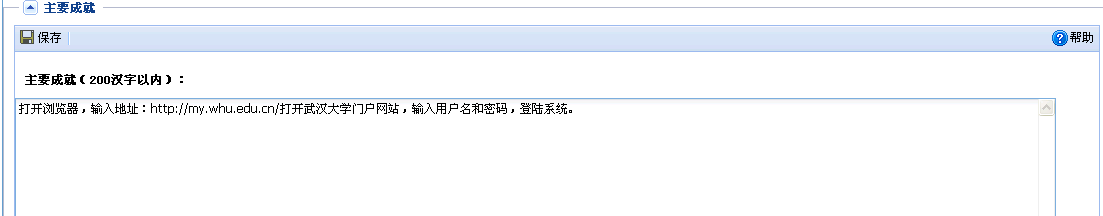 主要成就
保存
帮助
主要成就（200汉字以内）：
打开浏览器，输入地址：http://my.whu.edu.cn/打开武汉大学门户网站，输入用户名和密码，登陆系统。